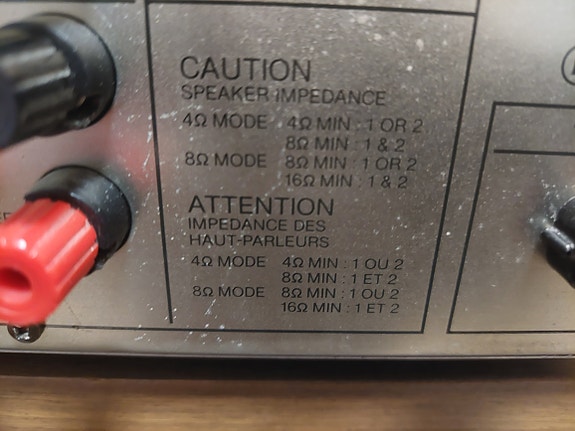 CAUTION
SPEAKER IMPEDANCE
4Ω MODE 4Ω MIN : 1 OR 2
8Ω MIN : 1 & 2
8Ω MODE 8Ω MIN : 1 OR 2
16Ω MIN : 1 & 2
ATTENTION
IMPEDANCE DES
HAUT-PARLEURS
4Ω MODE 4Ω MIN : 1 OU 2
8Ω MIN : 1 ET 2
8Ω MODE 8Ω MIN : 1 OU 2
16Ω MIN : 1 ET 2